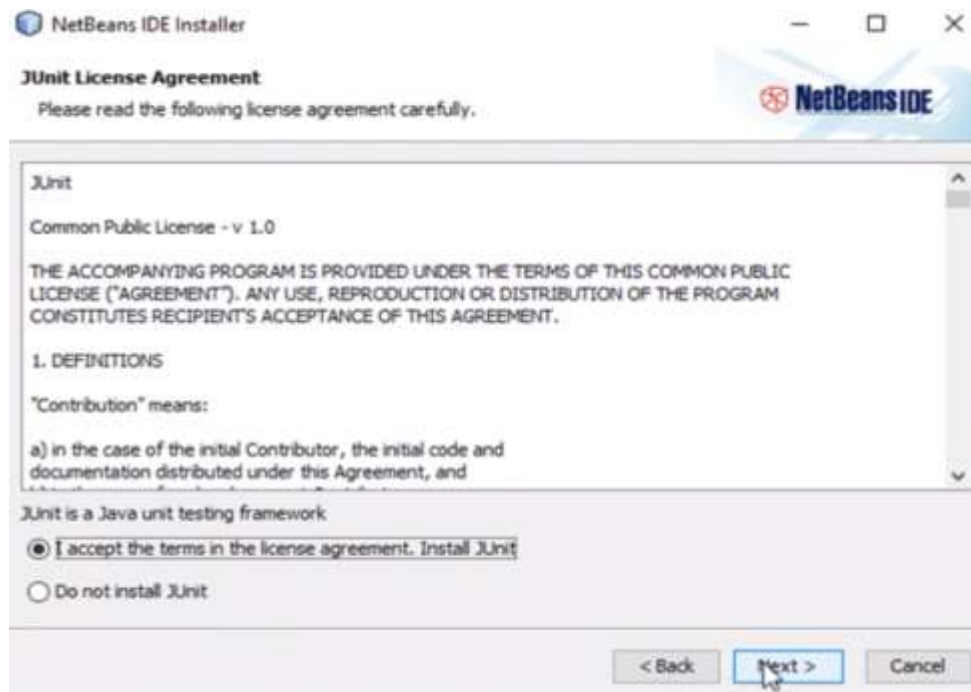 NetBeans IDE Installer
JUnit License Agreement
Please read the following license agreement carefully.
NetBeans IDE
JUnit
Common Public License - v 1.0
THE ACCOMPANYING PROGRAM IS PROVIDED UNDER THE TERMS OF THIS COMMON PUBLIC
LICENSE ("AGREEMENT"). ANY USE, REPRODUCTION OR DISTRIBUTION OF THE PROGRAM
CONSTITUTES RECIPIENT'S ACCEPTANCE OF THIS AGREEMENT.
1. DEFINITIONS
"Contribution" means:
a) in the case of the initial Contributor, the initial code and
documentation distributed under this Agreement, and
JUnit is a Java unit testing framework
I accept the terms in the license agreement. Install JUnit
Do not install JUnit
< Back
Next >
Cancel